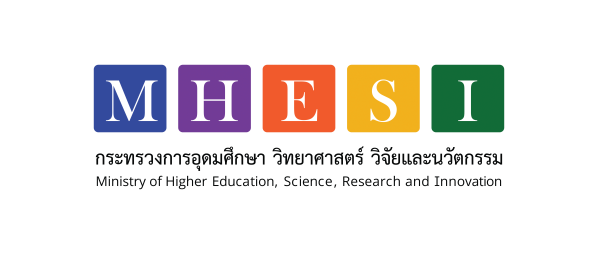 MHESI
กระทรวงการอุดมศึกษา วิทยาศาสตร์ วิจัยและนวัตกรรม
Ministry of Higher Education, Science, Research and Innovation